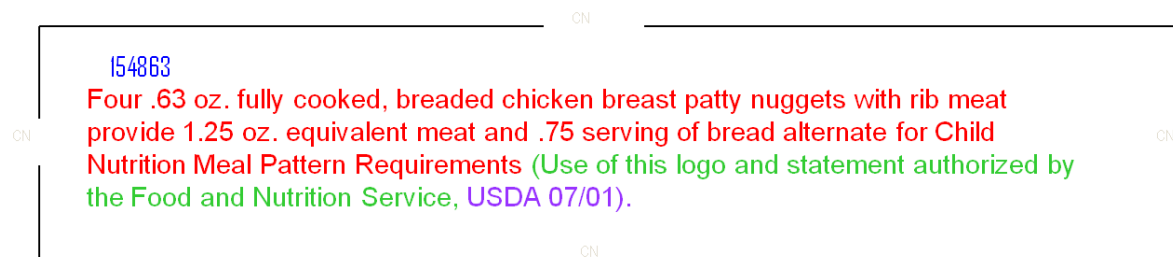 CN
154863
Four .63 oz. fully cooked, breaded chicken breast patty nuggets with rib meat
provide 1.25 oz. equivalent meat and .75 serving of bread alternate for Child
CN CN
Nutrition Meal Pattern Requirements (Use of this logo and statement authorized by
the Food and Nutrition Service, USDA 07/01).
CN